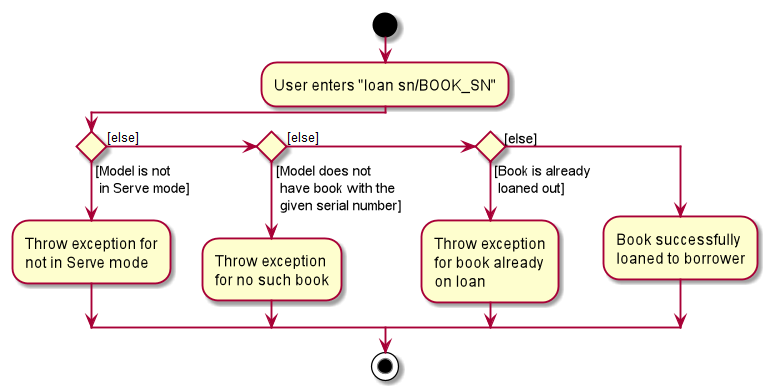 User enters "loan sn/BOOK_SN"
[else]
[else]
[else]
[Model is not
in Serve mode]
[Model does not
have book with the
given serial number]
[Book is already
loaned out]
Throw exception for
not in Serve mode
Throw exception
for no such book
Throw exception
for book already
on loan
Book successfully
loaned to borrower